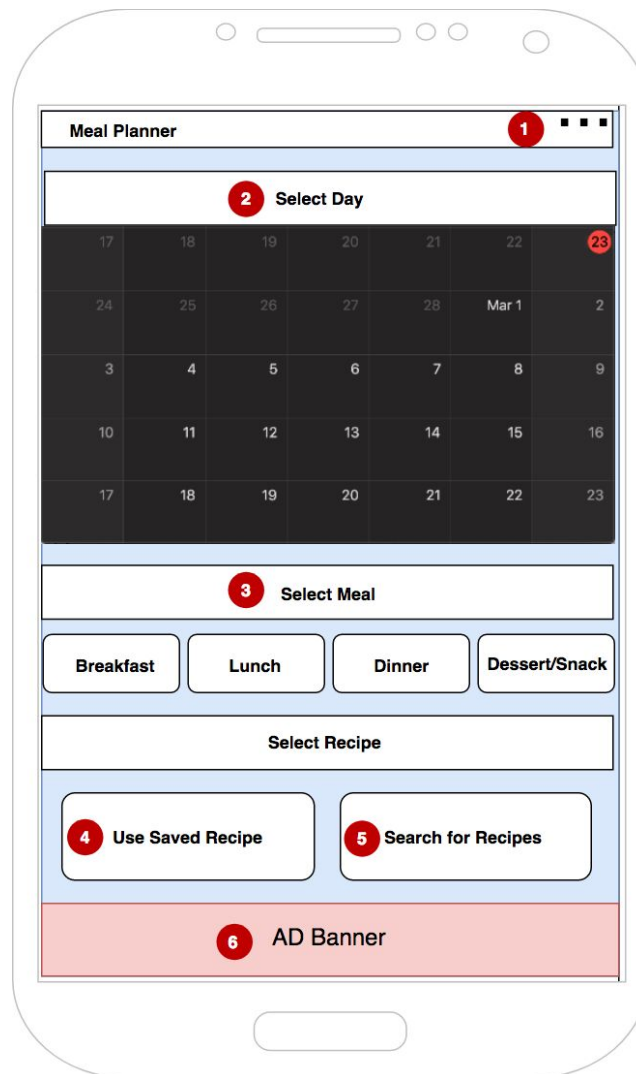 Meal Planner 1 ...
2 Select Day
17 18 19 20 21 22 23
24 25 26 27 28 Mar 1 2
3 4 5 6 7 8 9
10 11 12 13 14 15 16
17 18 19 20 21 22 23
3 Select Meal
Breakfast Lunch Dinner Dessert/Snack
Select Recipe
4 Use Saved Recipe 5 Search for Recipes
6 AD Banner